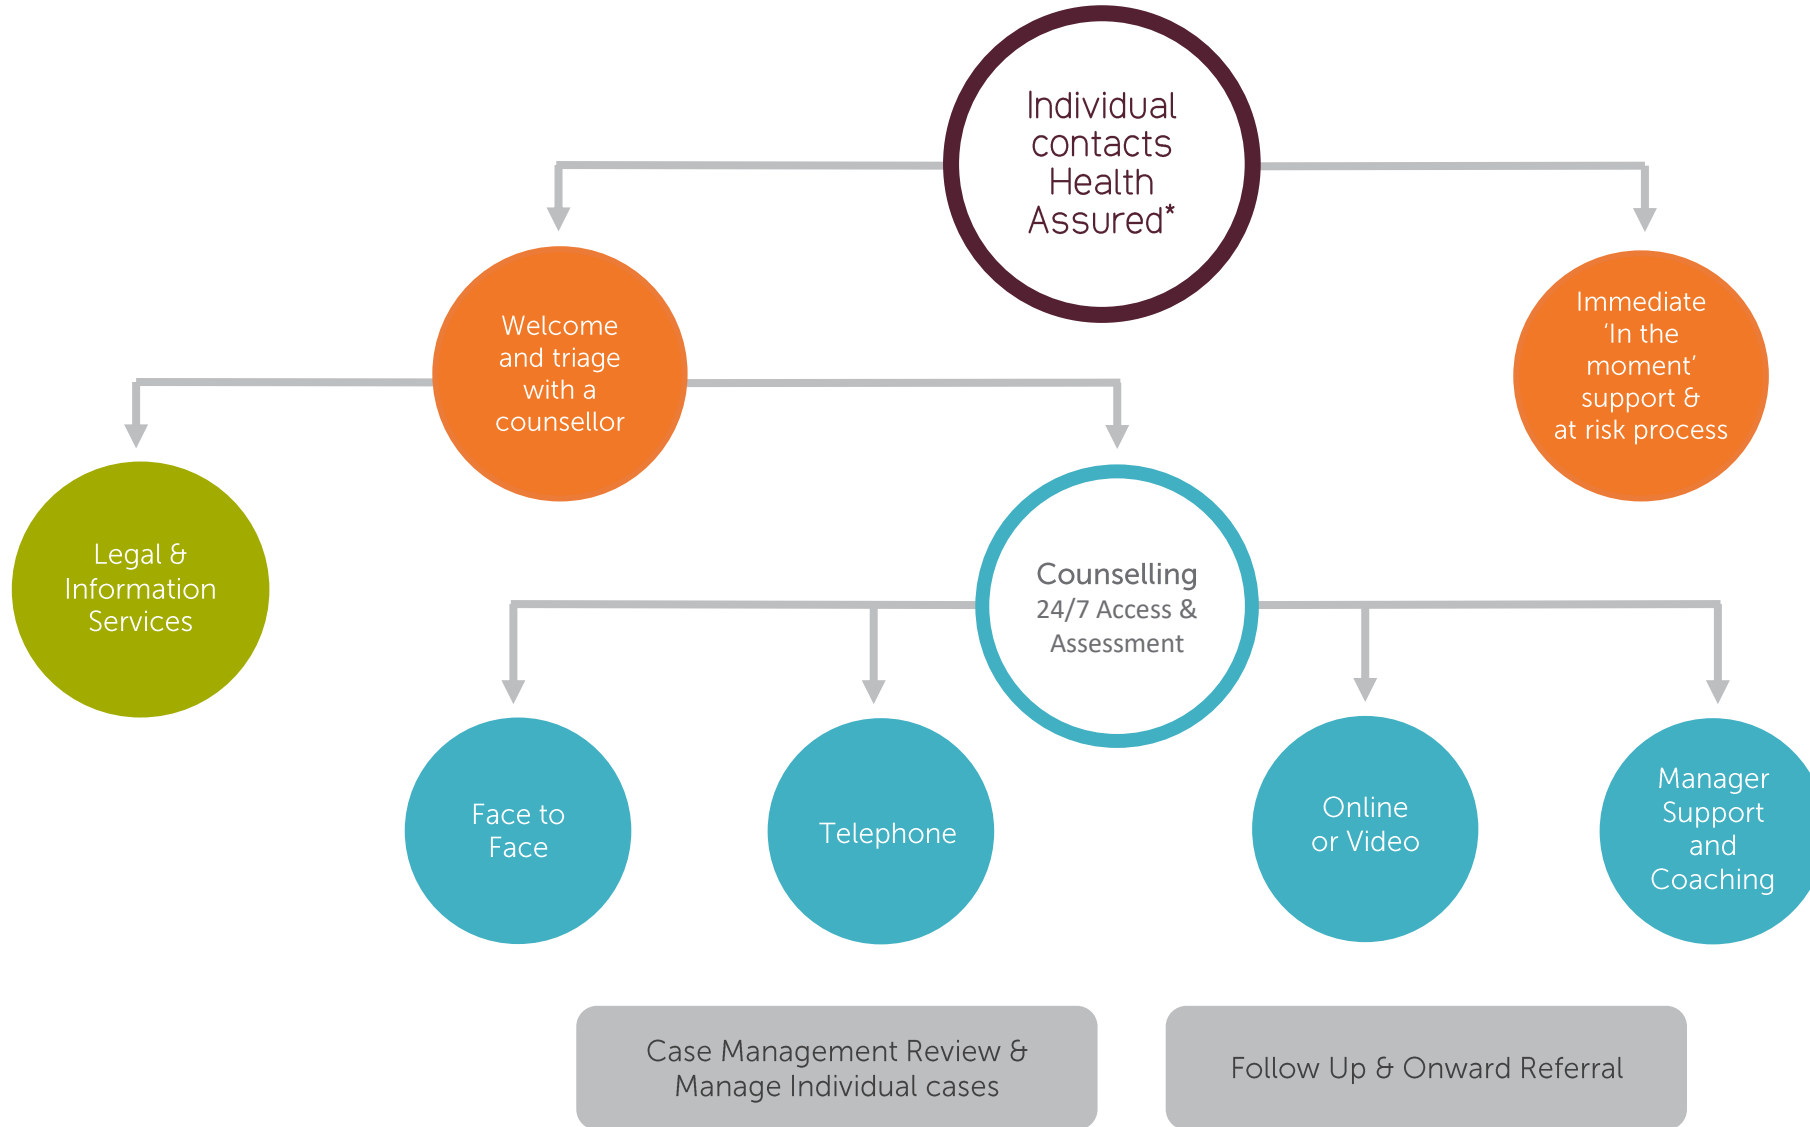 Individual
contacts
Health
Assured*
Welcome
and triage
with a
counsellor
Immediate
‘In the
moment’
support &
at risk process
Legal &
Information
Services
Counselling
24/7 Access &
Assessment
Face to
Face
Telephone
Online
or Video
Manager
Support
and
Coaching
Case Management Review &
Manage Individual cases
Follow Up & Onward Referral